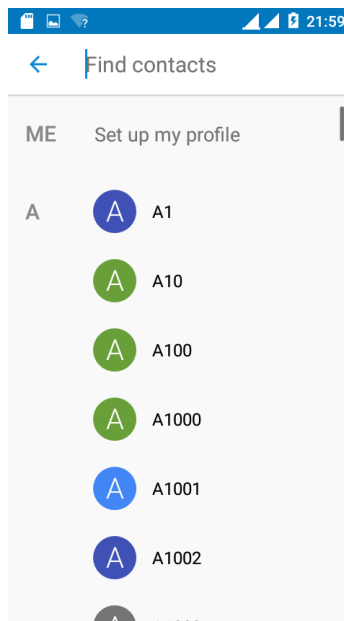 21:59
Find contacts
ME Set up my profile
A
A A1
A A10
A A100
A A1000
A A1001
A A1002